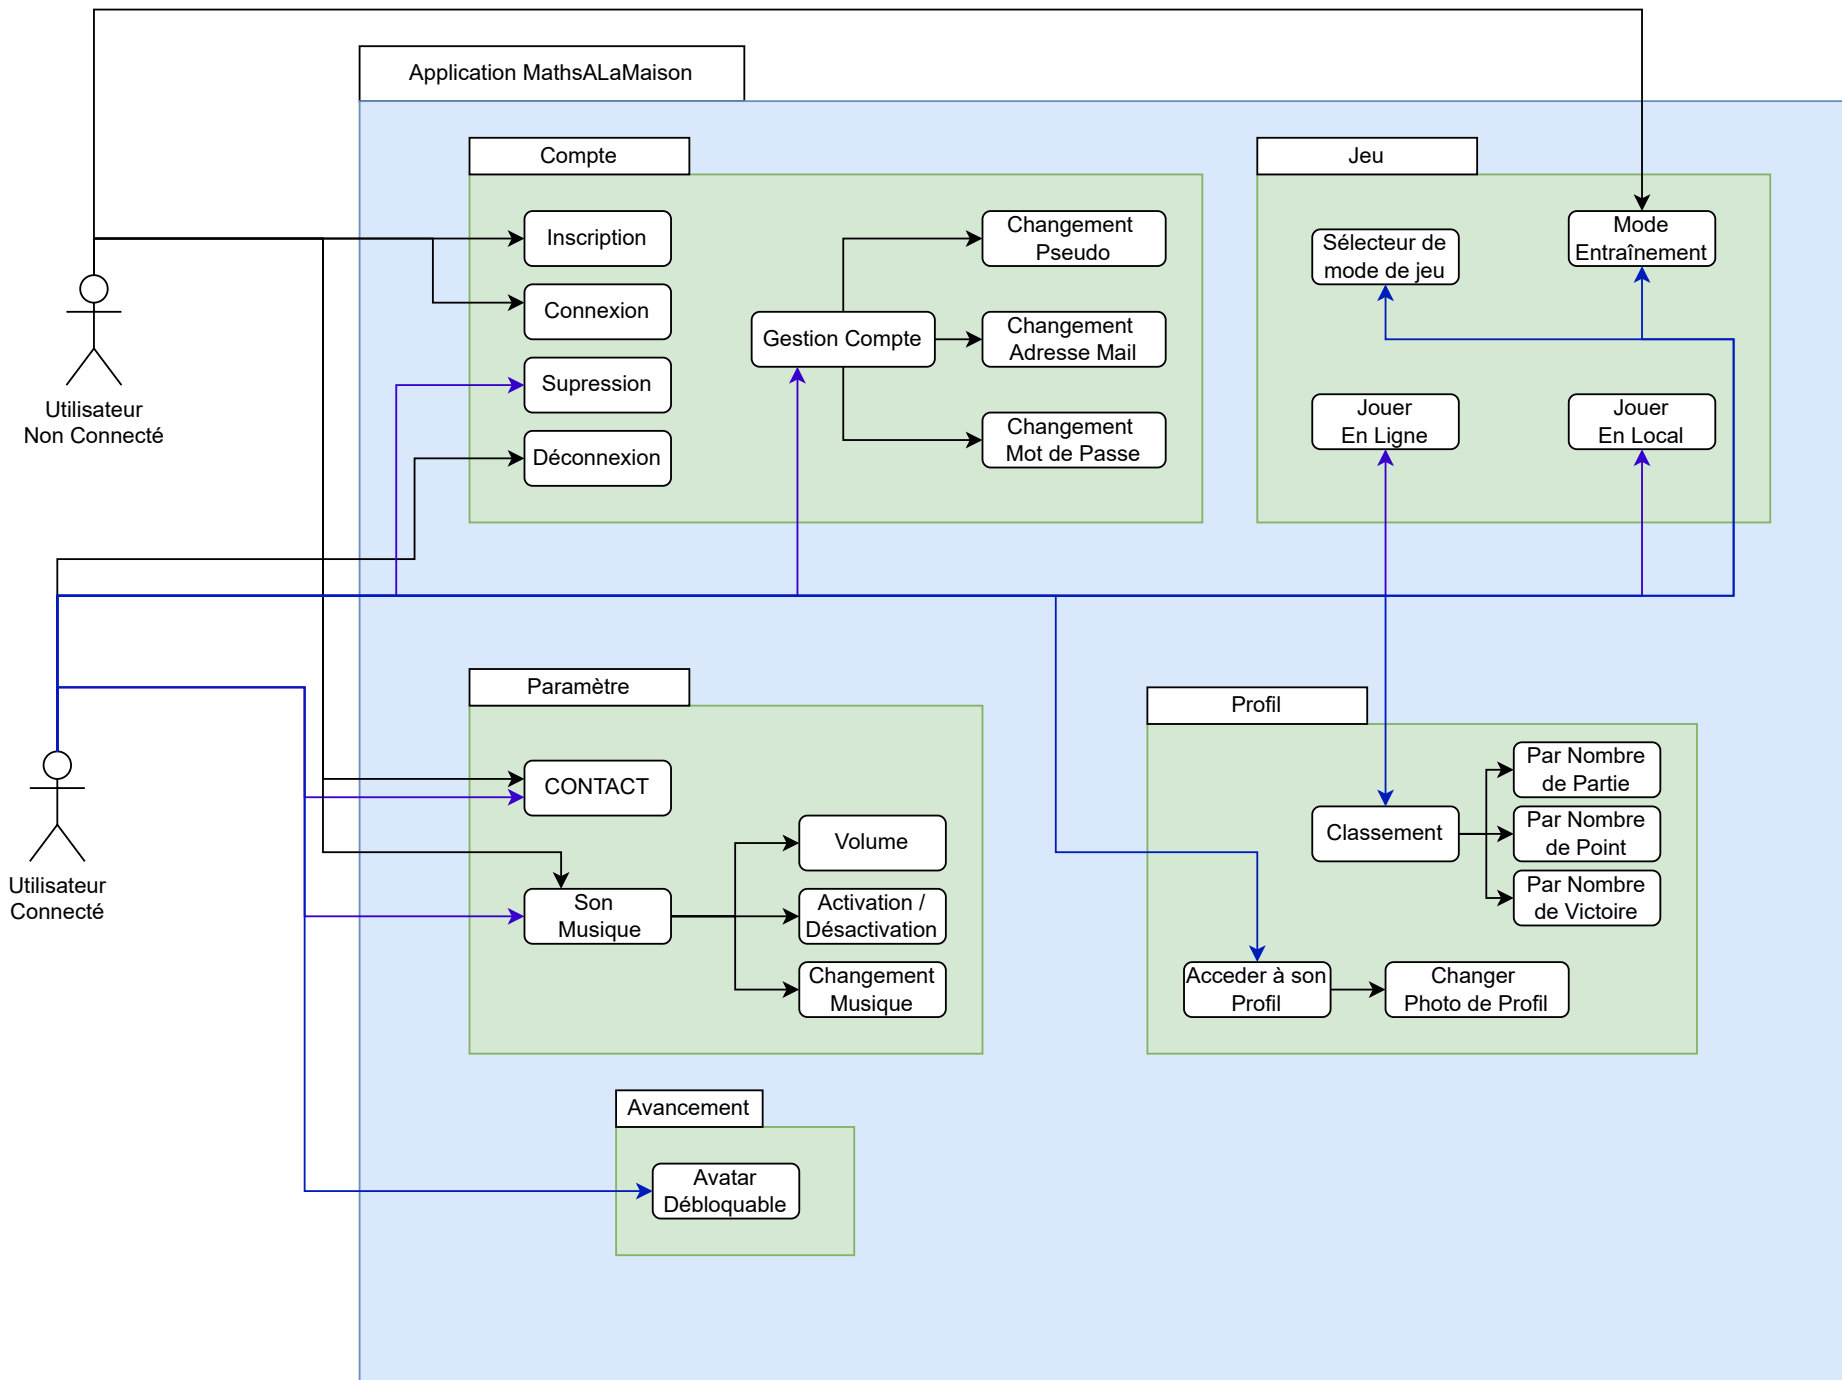 Application MathsALaMaison
Compte
Inscription
Connexion
Supression
Déconnexion
Gestion Compte
Changement
Pseudo
Changement
Adresse Mail
Changement
Mot de Passe
Jeu
Sélecteur de
mode de jeu
Mode
Entraînement
Jouer
En Ligne
Jouer
En Local
Utilisateur
Non Connecté
Utilisateur
Connecté
Paramètre
CONTACT
Son
Musique
Volume
Activation /
Désactivation
Changement
Musique
Profil
Classement
Par Nombre
de Partie
Par Nombre
de Point
Par Nombre
de Victoire
Acceder à son
Profil
Changer
Photo de Profil
Avancement
Avatar
Débloquable